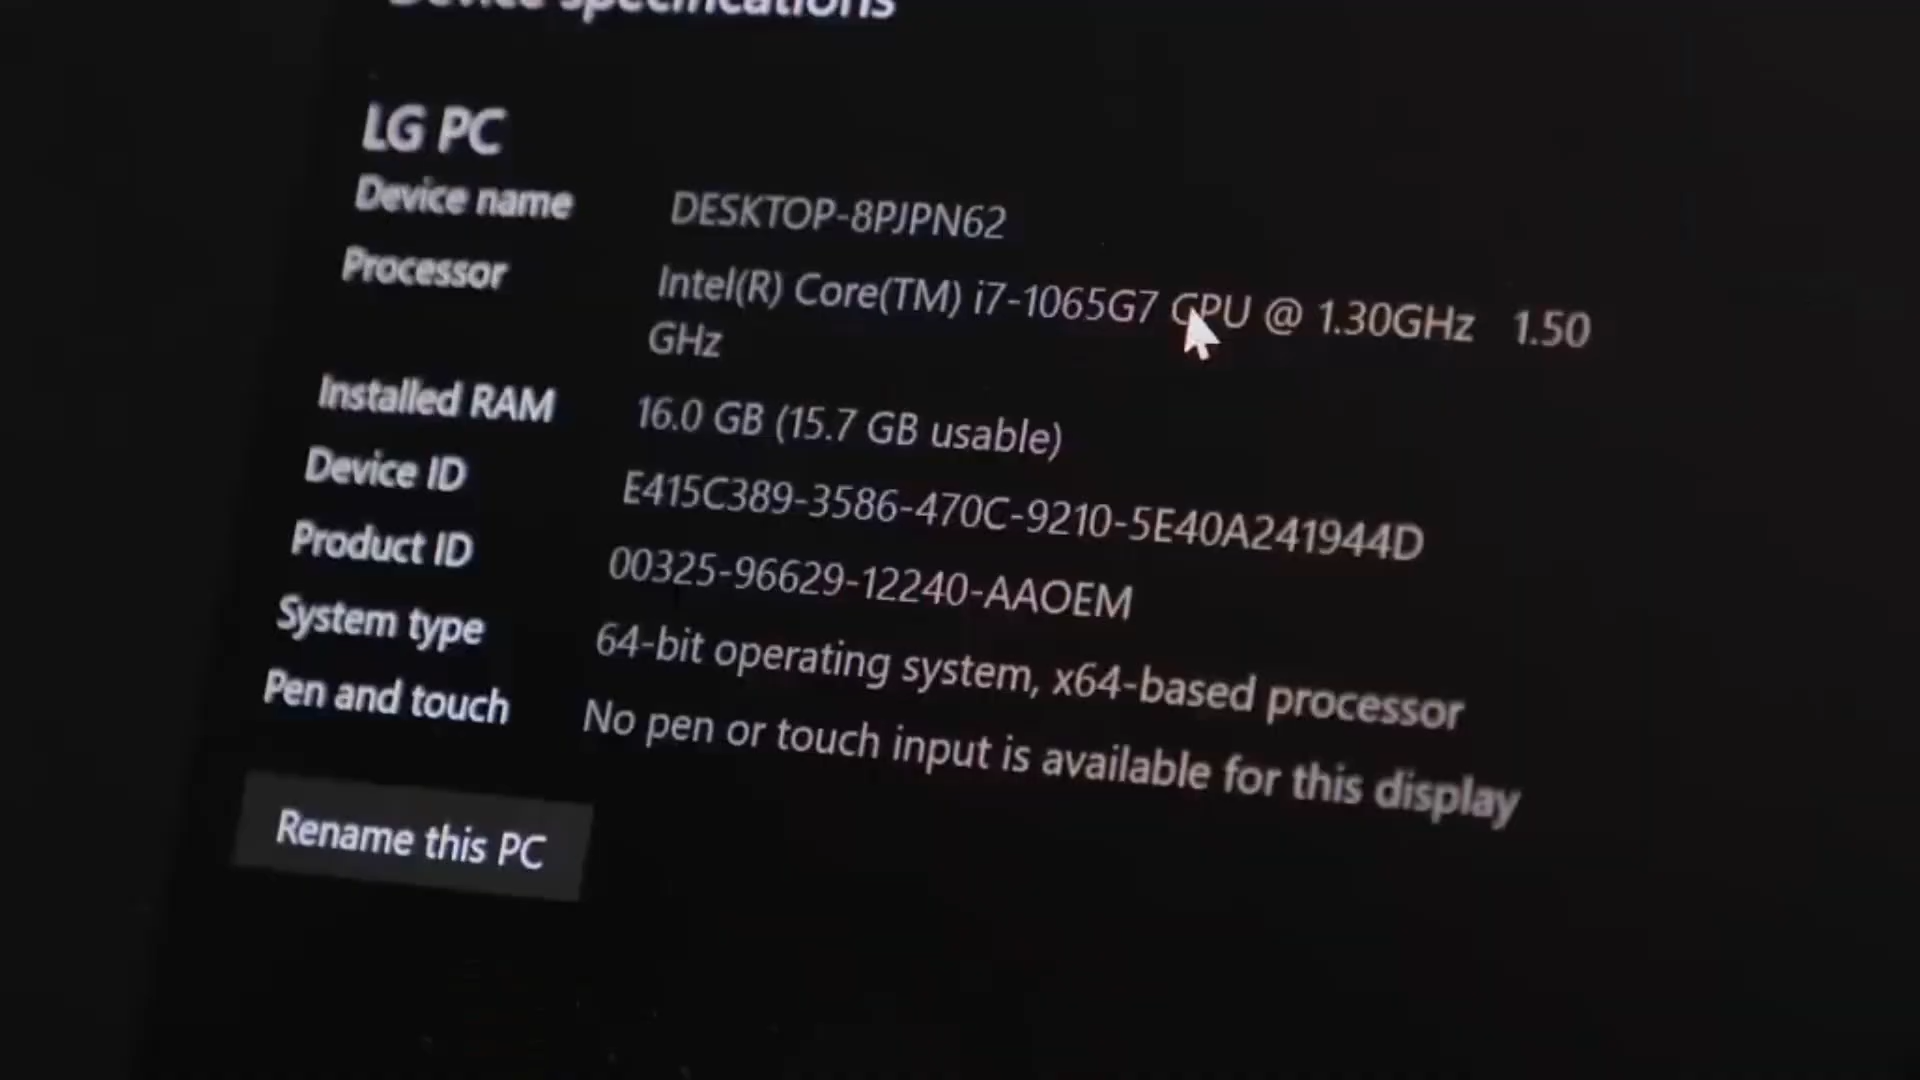 Device specifications
LG PC
Device name DESKTOP-8PJPN62
Processor Intel(R) Core(TM) i7-1065G7 CPU @ 1.30GHz 1.50
GHz
Installed RAM 16.0 GB (15.7 GB usable)
Device ID E415C389-3586-470C-9210-5E40A241944D
Product ID 00325-96629-12240-AAOEM
System type 64-bit operating system, x64-based processor
Pen and touch No pen or touch input is available for this display
Rename this PC